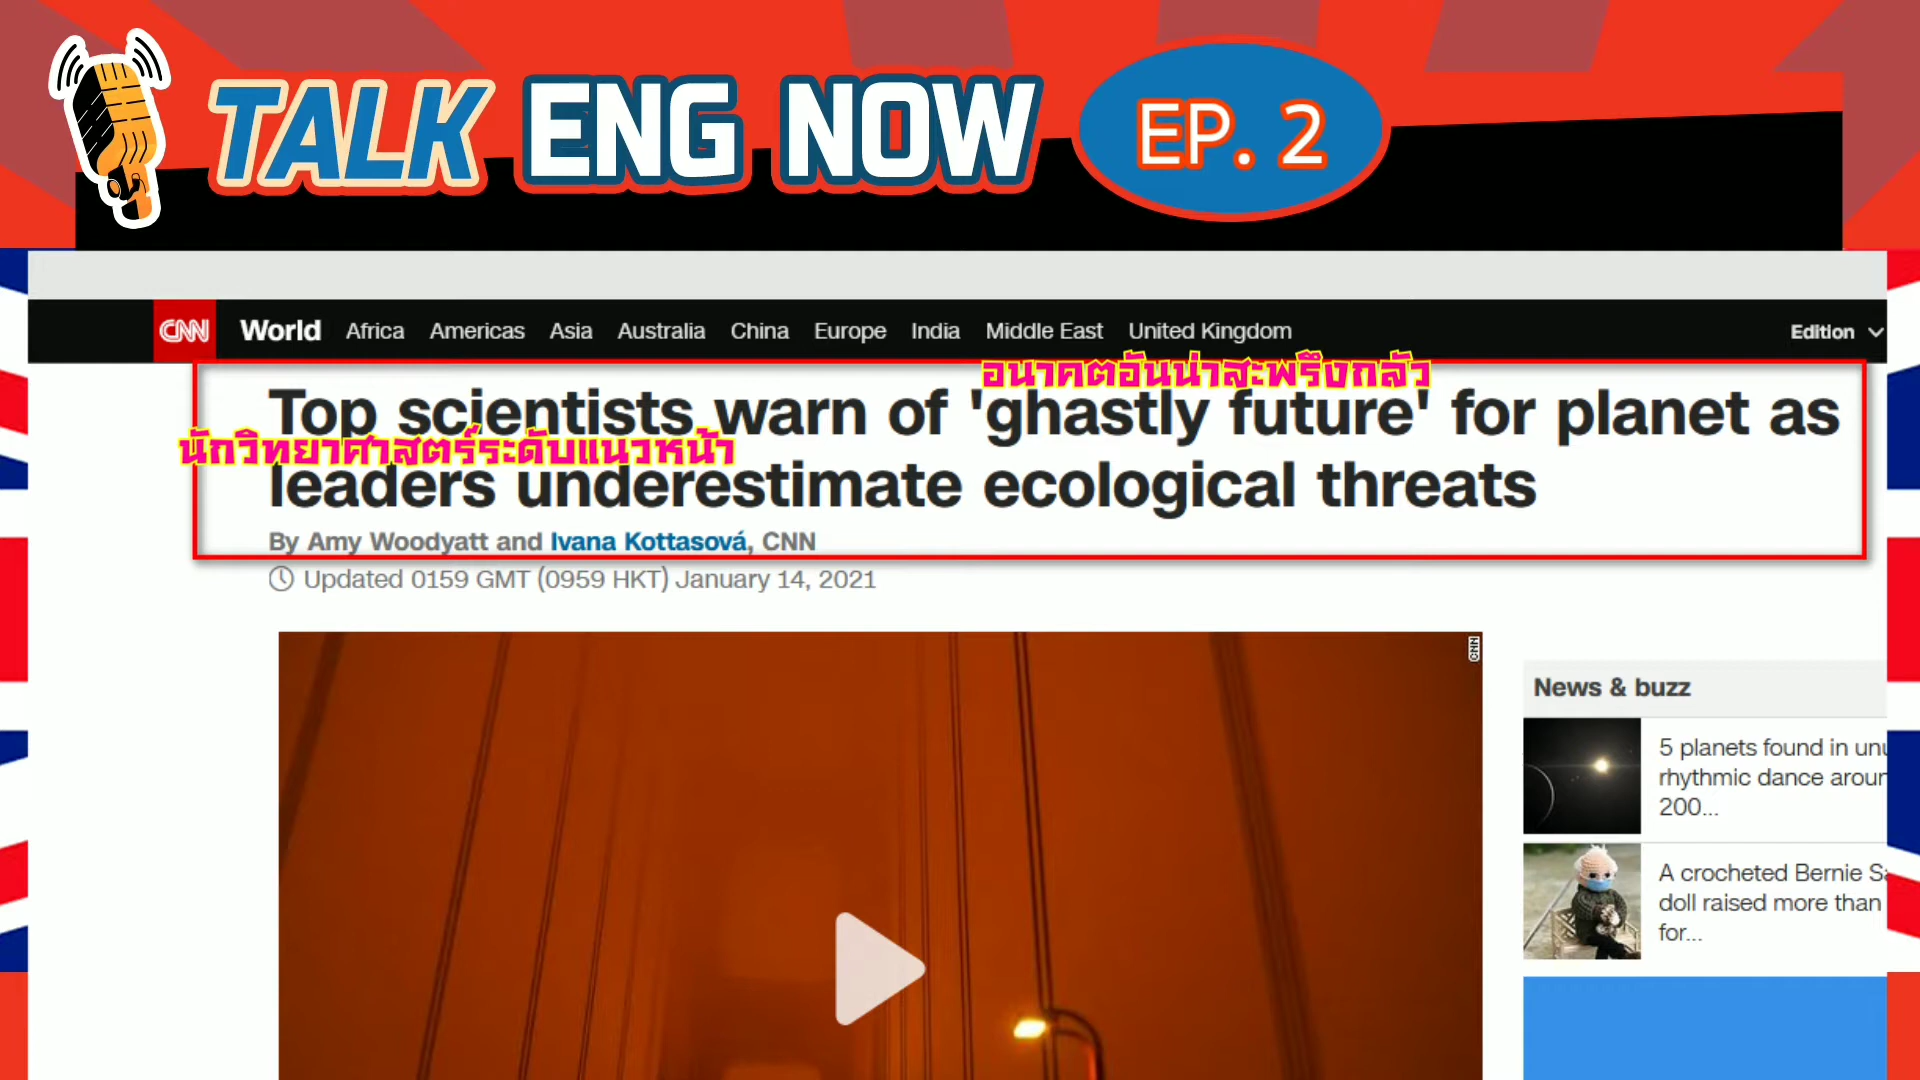 TALK ENG NOW EP. 2
CNN World Africa Americas Asia Australia China Europe India Middle East United Kingdom Edition
อนาคตอันน่าสะพรึงกลัว
Top scientists warn of 'ghastly future' for planet as
นักวิทยาศาสตร์ระดับแนวหน้า
leaders underestimate ecological threats
By Amy Woodyatt and Ivana Kottasová, CNN
Updated 0159 GMT (0959 HKT) January 14, 2021
CNN
News & buzz
5 planets found in
rhythmic dance
200...
A crocheted Bernie
doll raised more than
for...